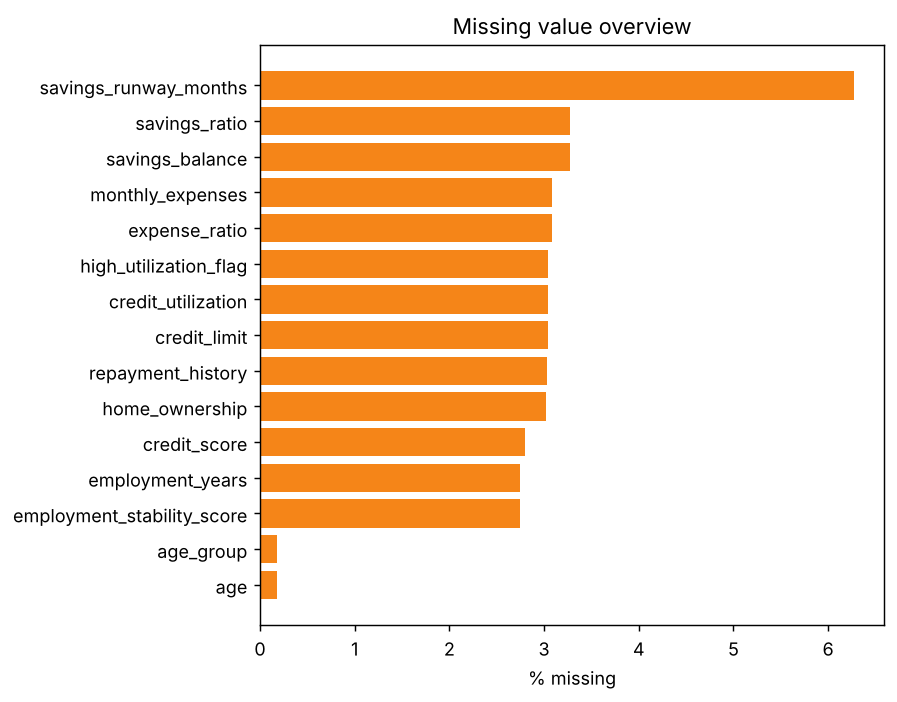 Missing value overview
savings_runway_months
savings_ratio
savings_balance
monthly_expenses
expense_ratio
high_utilization_flag
credit_utilization
credit_limit
repayment_history
home_ownership
credit_score
employment_years
employment_stability_score
age_group
age
0 1 2 3 4 5 6
% missing